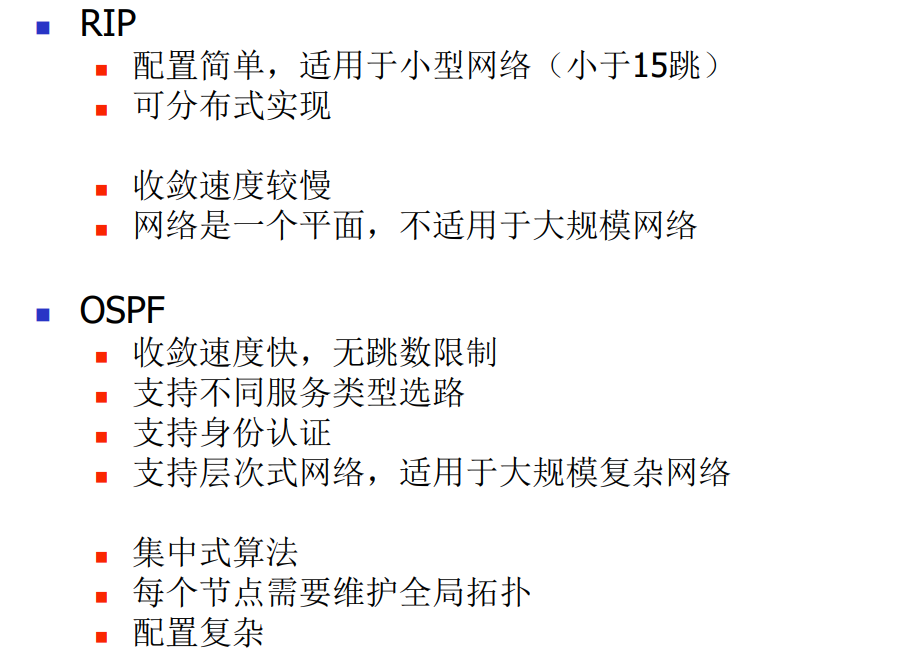 RIP
配置简单，适用于小型网络（小于15跳）
可分布式实现
收敛速度较慢
网络是一个平面，不适用于大规模网络
OSPF
收敛速度快，无跳数限制
支持不同服务类型选路
支持身份认证
支持层次式网络，适用于大规模复杂网络
集中式算法
每个节点需要维护全局拓扑
配置复杂